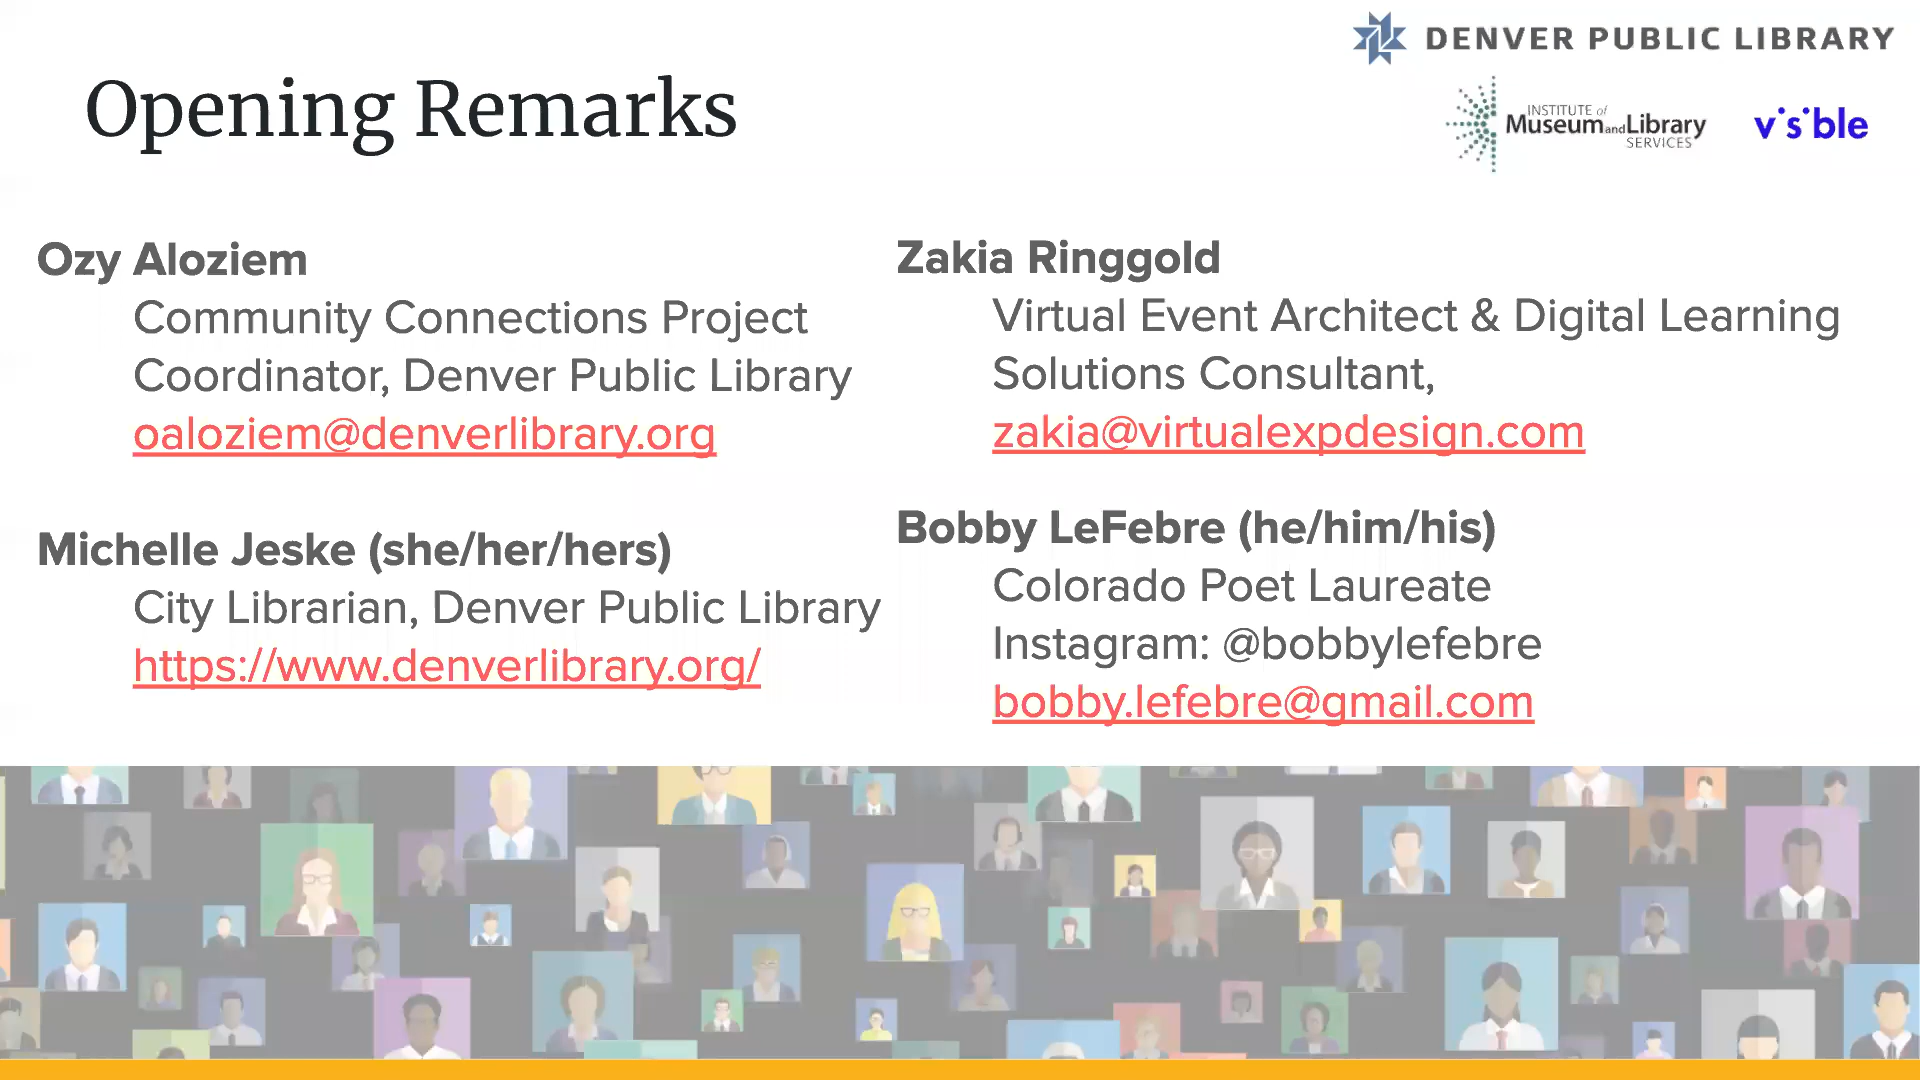 DENVER PUBLIC LIBRARY
Opening Remarks
INSTITUTE of
Museum and Library
SERVICES
visible
Ozy Aloziem
Community Connections Project
Coordinator, Denver Public Library
oaloziem@denverlibrary.org
Michelle Jeske (she/her/hers)
City Librarian, Denver Public Library
https://www.denverlibrary.org/
Zakia Ringgold
Virtual Event Architect & Digital Learning
Solutions Consultant,
zakia@virtualexpdesign.com
Bobby LeFebre (he/him/his)
Colorado Poet Laureate
Instagram: @bobbylefebre
bobby.lefebre@gmail.com